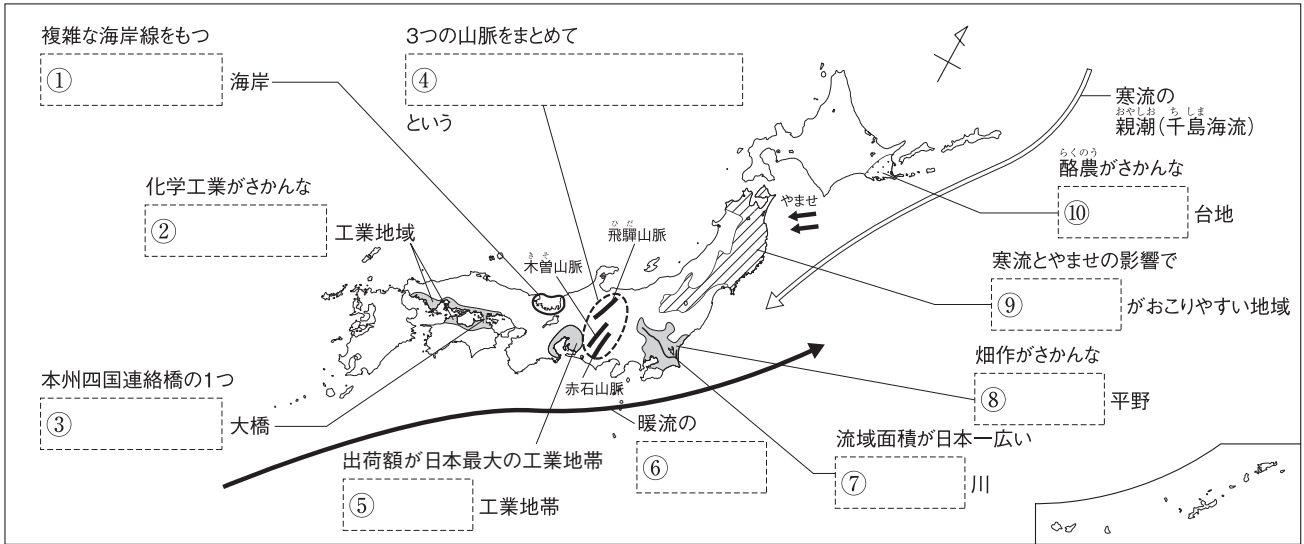 複雑な海岸線をもつ
① 海岸
3つの山脈をまとめて
④
という
寒流の
おやしお ち しま
親潮(千島海流)
らくのう
酪農がさかんな
⑩ 台地
化学工業がさかんな
② 工業地域
やませ
ひ だ
飛驒山脈
き そ
木曽山脈
寒流とやませの影響で
⑨ がおこりやすい地域
畑作がさかんな
⑧ 平野
赤石山脈
本州四国連絡橋の1つ
③ 大橋
暖流の
⑥
流域面積が日本一広い
⑦ 川
出荷額が日本最大の工業地帯
⑤ 工業地帯